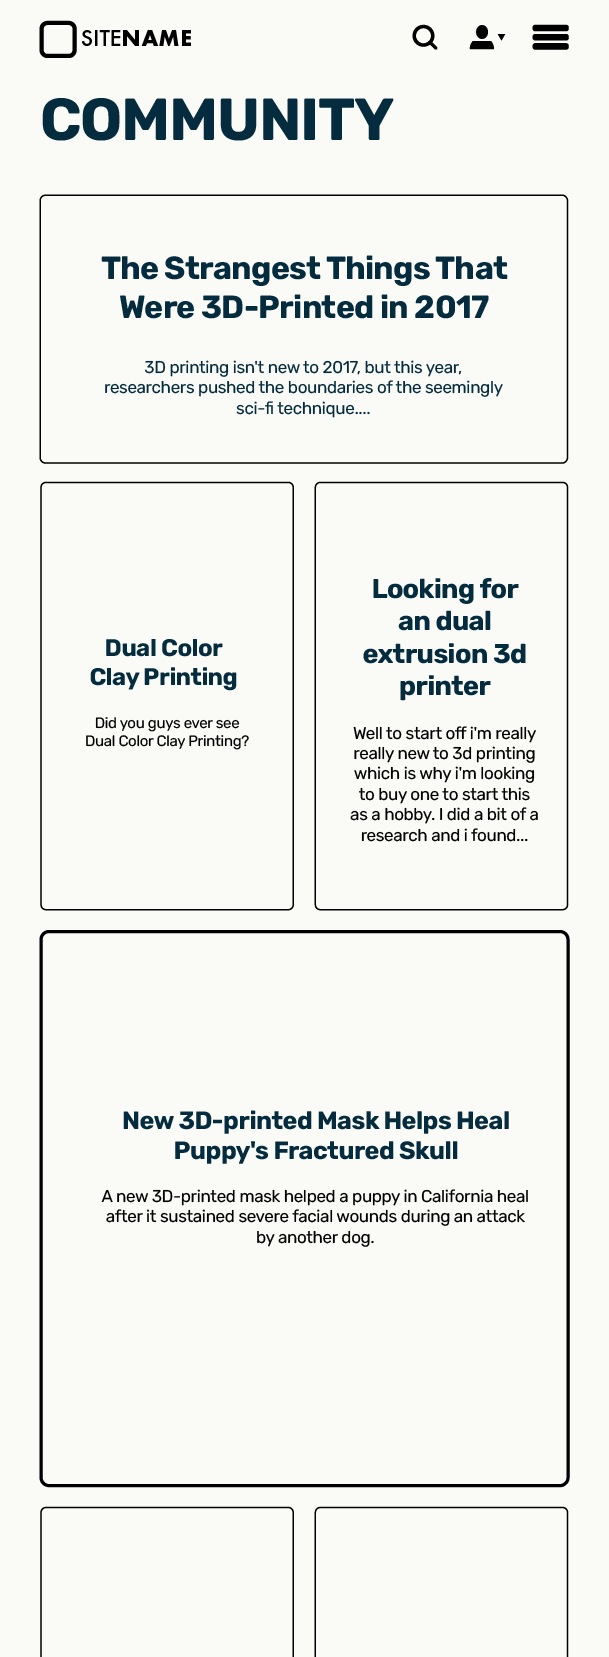 SITENAME
COMMUNITY
The Strangest Things That
Were 3D-Printed in 2017
3D printing isn't new to 2017, but this year,
researchers pushed the boundaries of the seemingly
sci-fi technique....
Dual Color
Clay Printing
Did you guys ever see
Dual Color Clay Printing?
Looking for
an dual
extrusion 3d
printer
Well to start off i'm really
really new to 3d printing
which is why i'm looking
to buy one to start this
as a hobby. I did a bit of a
research and i found...
New 3D-printed Mask Helps Heal
Puppy's Fractured Skull
A new 3D-printed mask helped a puppy in California heal
after it sustained severe facial wounds during an attack
by another dog.